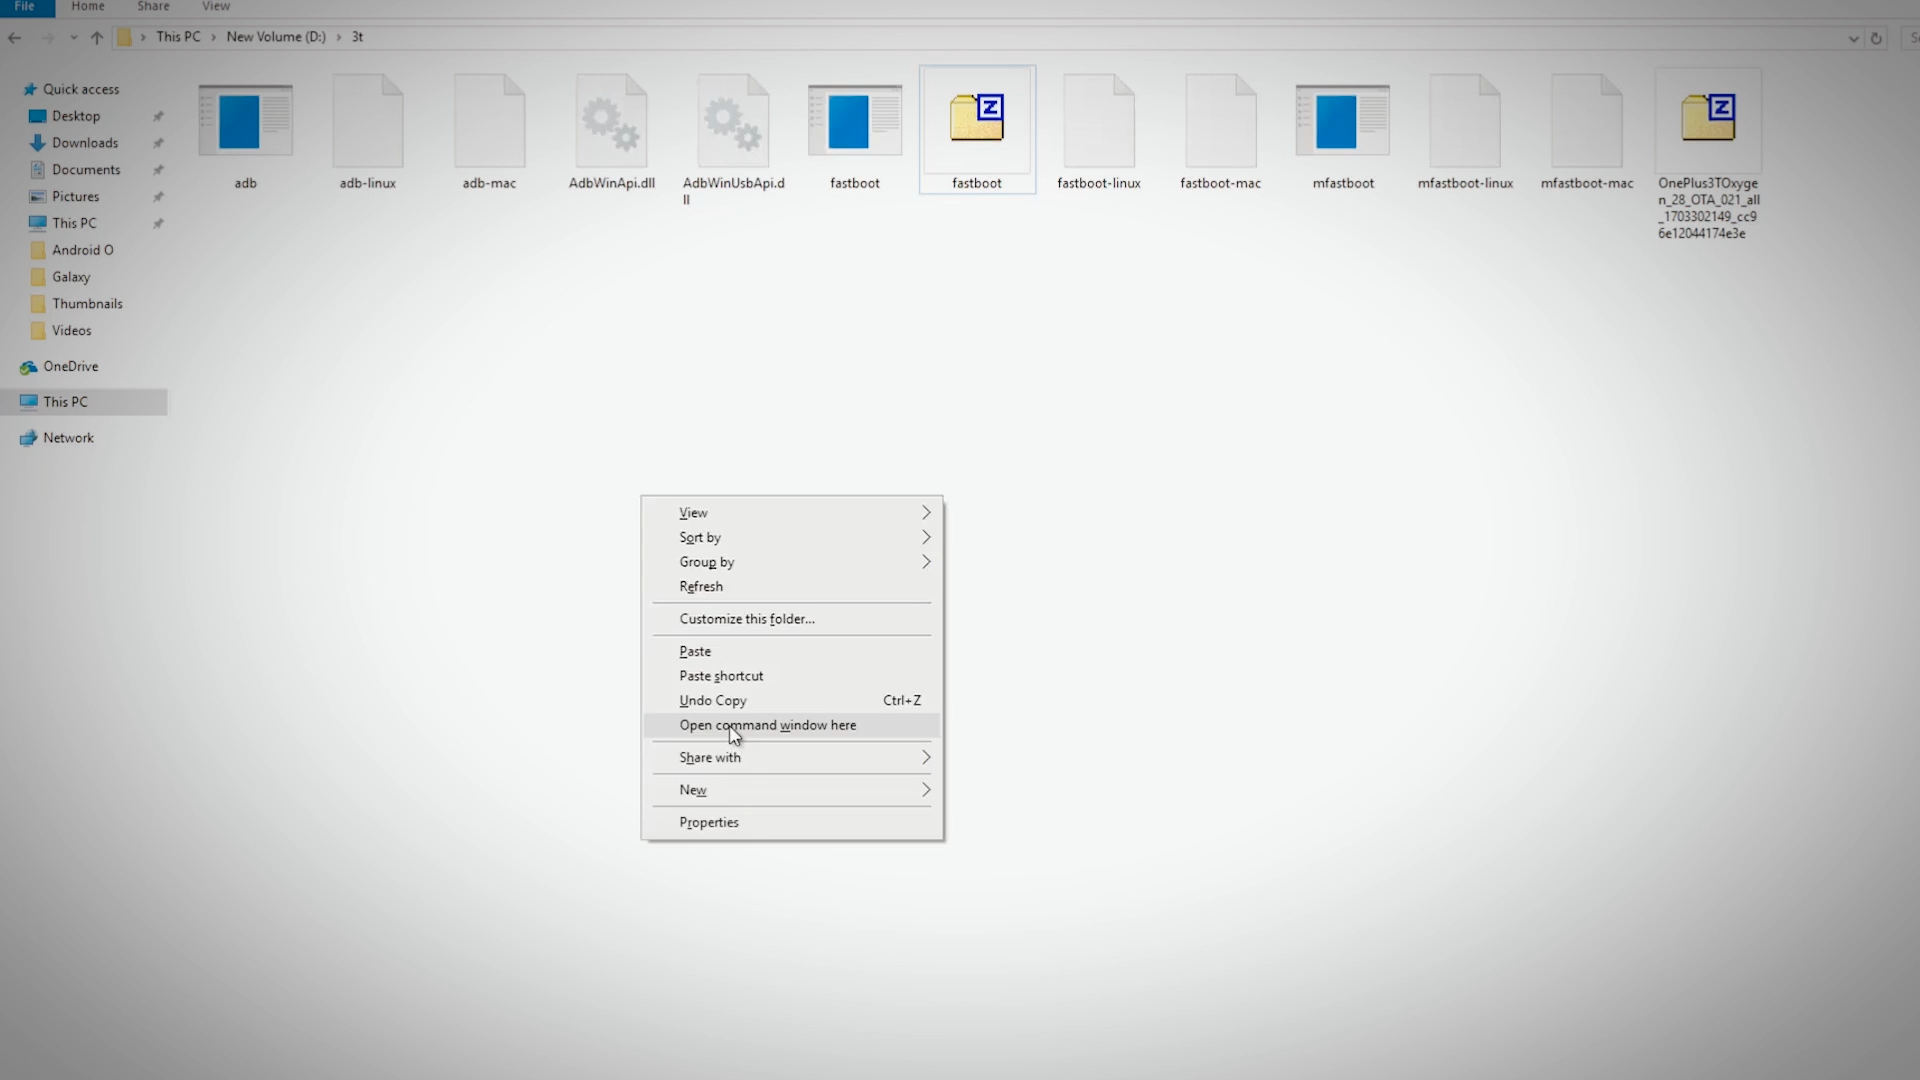 File Home Share View
This PC New Volume (D:) 3t
Quick access
Desktop
Downloads
Documents
Pictures
This PC
Android O
Galaxy
Thumbnails
Videos
OneDrive
This PC
Network
adb
adb-linux
adb-mac
AdbWinApi.dll
AdbWinUsbApi.d
ll
fastboot
fastboot
fastboot-linux
fastboot-mac
mfastboot
mfastboot-linux
mfastboot-mac
OnePlus3TOxyge
n_28_OTA_021_all
_1703302149_cc9
6e12044174e3e
View
Sort by
Group by
Refresh
Customize this folder...
Paste
Paste shortcut
Undo Copy Ctrl+Z
Open command window here
Share with
New
Properties